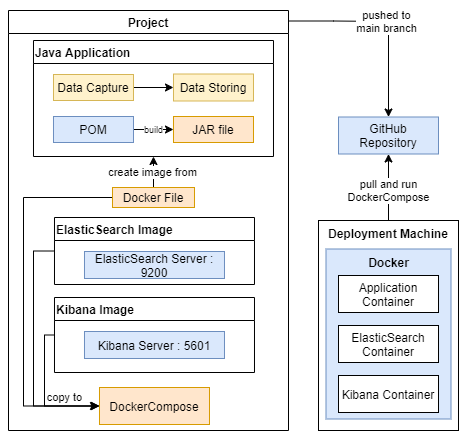 Project
Java Application
Data Capture
Data Storing
POM
build
JAR file
create image from
Docker File
ElasticSearch Image
ElasticSearch Server :
9200
Kibana Image
Kibana Server : 5601
copy to
DockerCompose
pushed to
main branch
GitHub
Repository
pull and run
DockerCompose
Deployment Machine
Docker
Application
Container
ElasticSearch
Container
Kibana Container